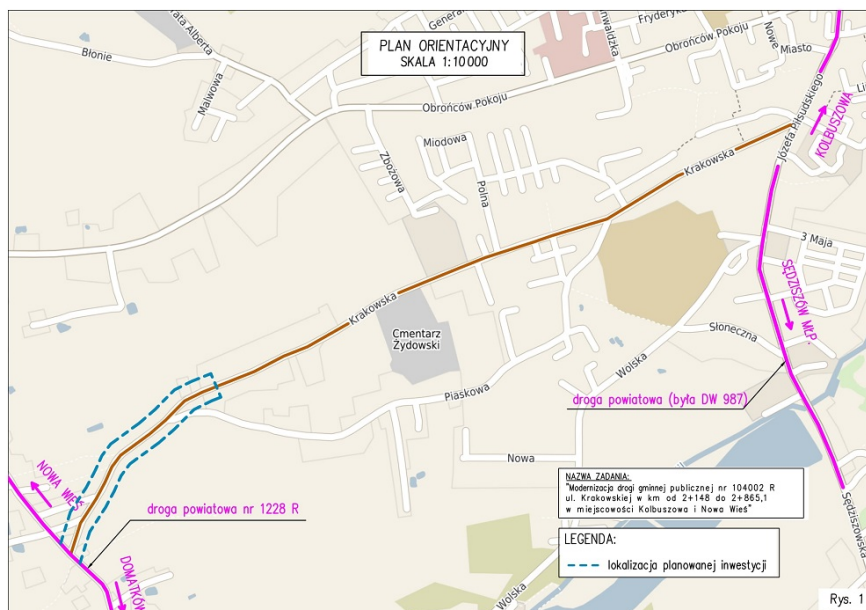 PLAN ORIENTACYJNY
SKALA 1:10 000
Błonie
Malwowa
Fryderyka
Nowe
Miasto
Obrońców Pokoju
Obrońców Pokoju
Miodowa
Zbożowa
Polna
Krakowska
Józefa Piłsudskiego
KOLBUSZOWA
3 Maja
SĘDZISZÓW MŁP
Słoneczna
Krakowska
Cmentarz
Żydowski
Wolska
Piaskowa
droga powiatowa (była DW 987)
Nowa
NOWA WIEŚ
droga powiatowa nr 1228 R
NAZWA ZADANIA:
"Modernizacja drogi gminnej publicznej nr 104002 R
ul. Krakowskiej w km od 2+148 do 2+865,1
w miejscowości Kolbuszowa i Nowa Wieś"
LEGENDA:
lokalizacja planowanej inwestycji
Sędziszowska
Wolska
Rys. 1